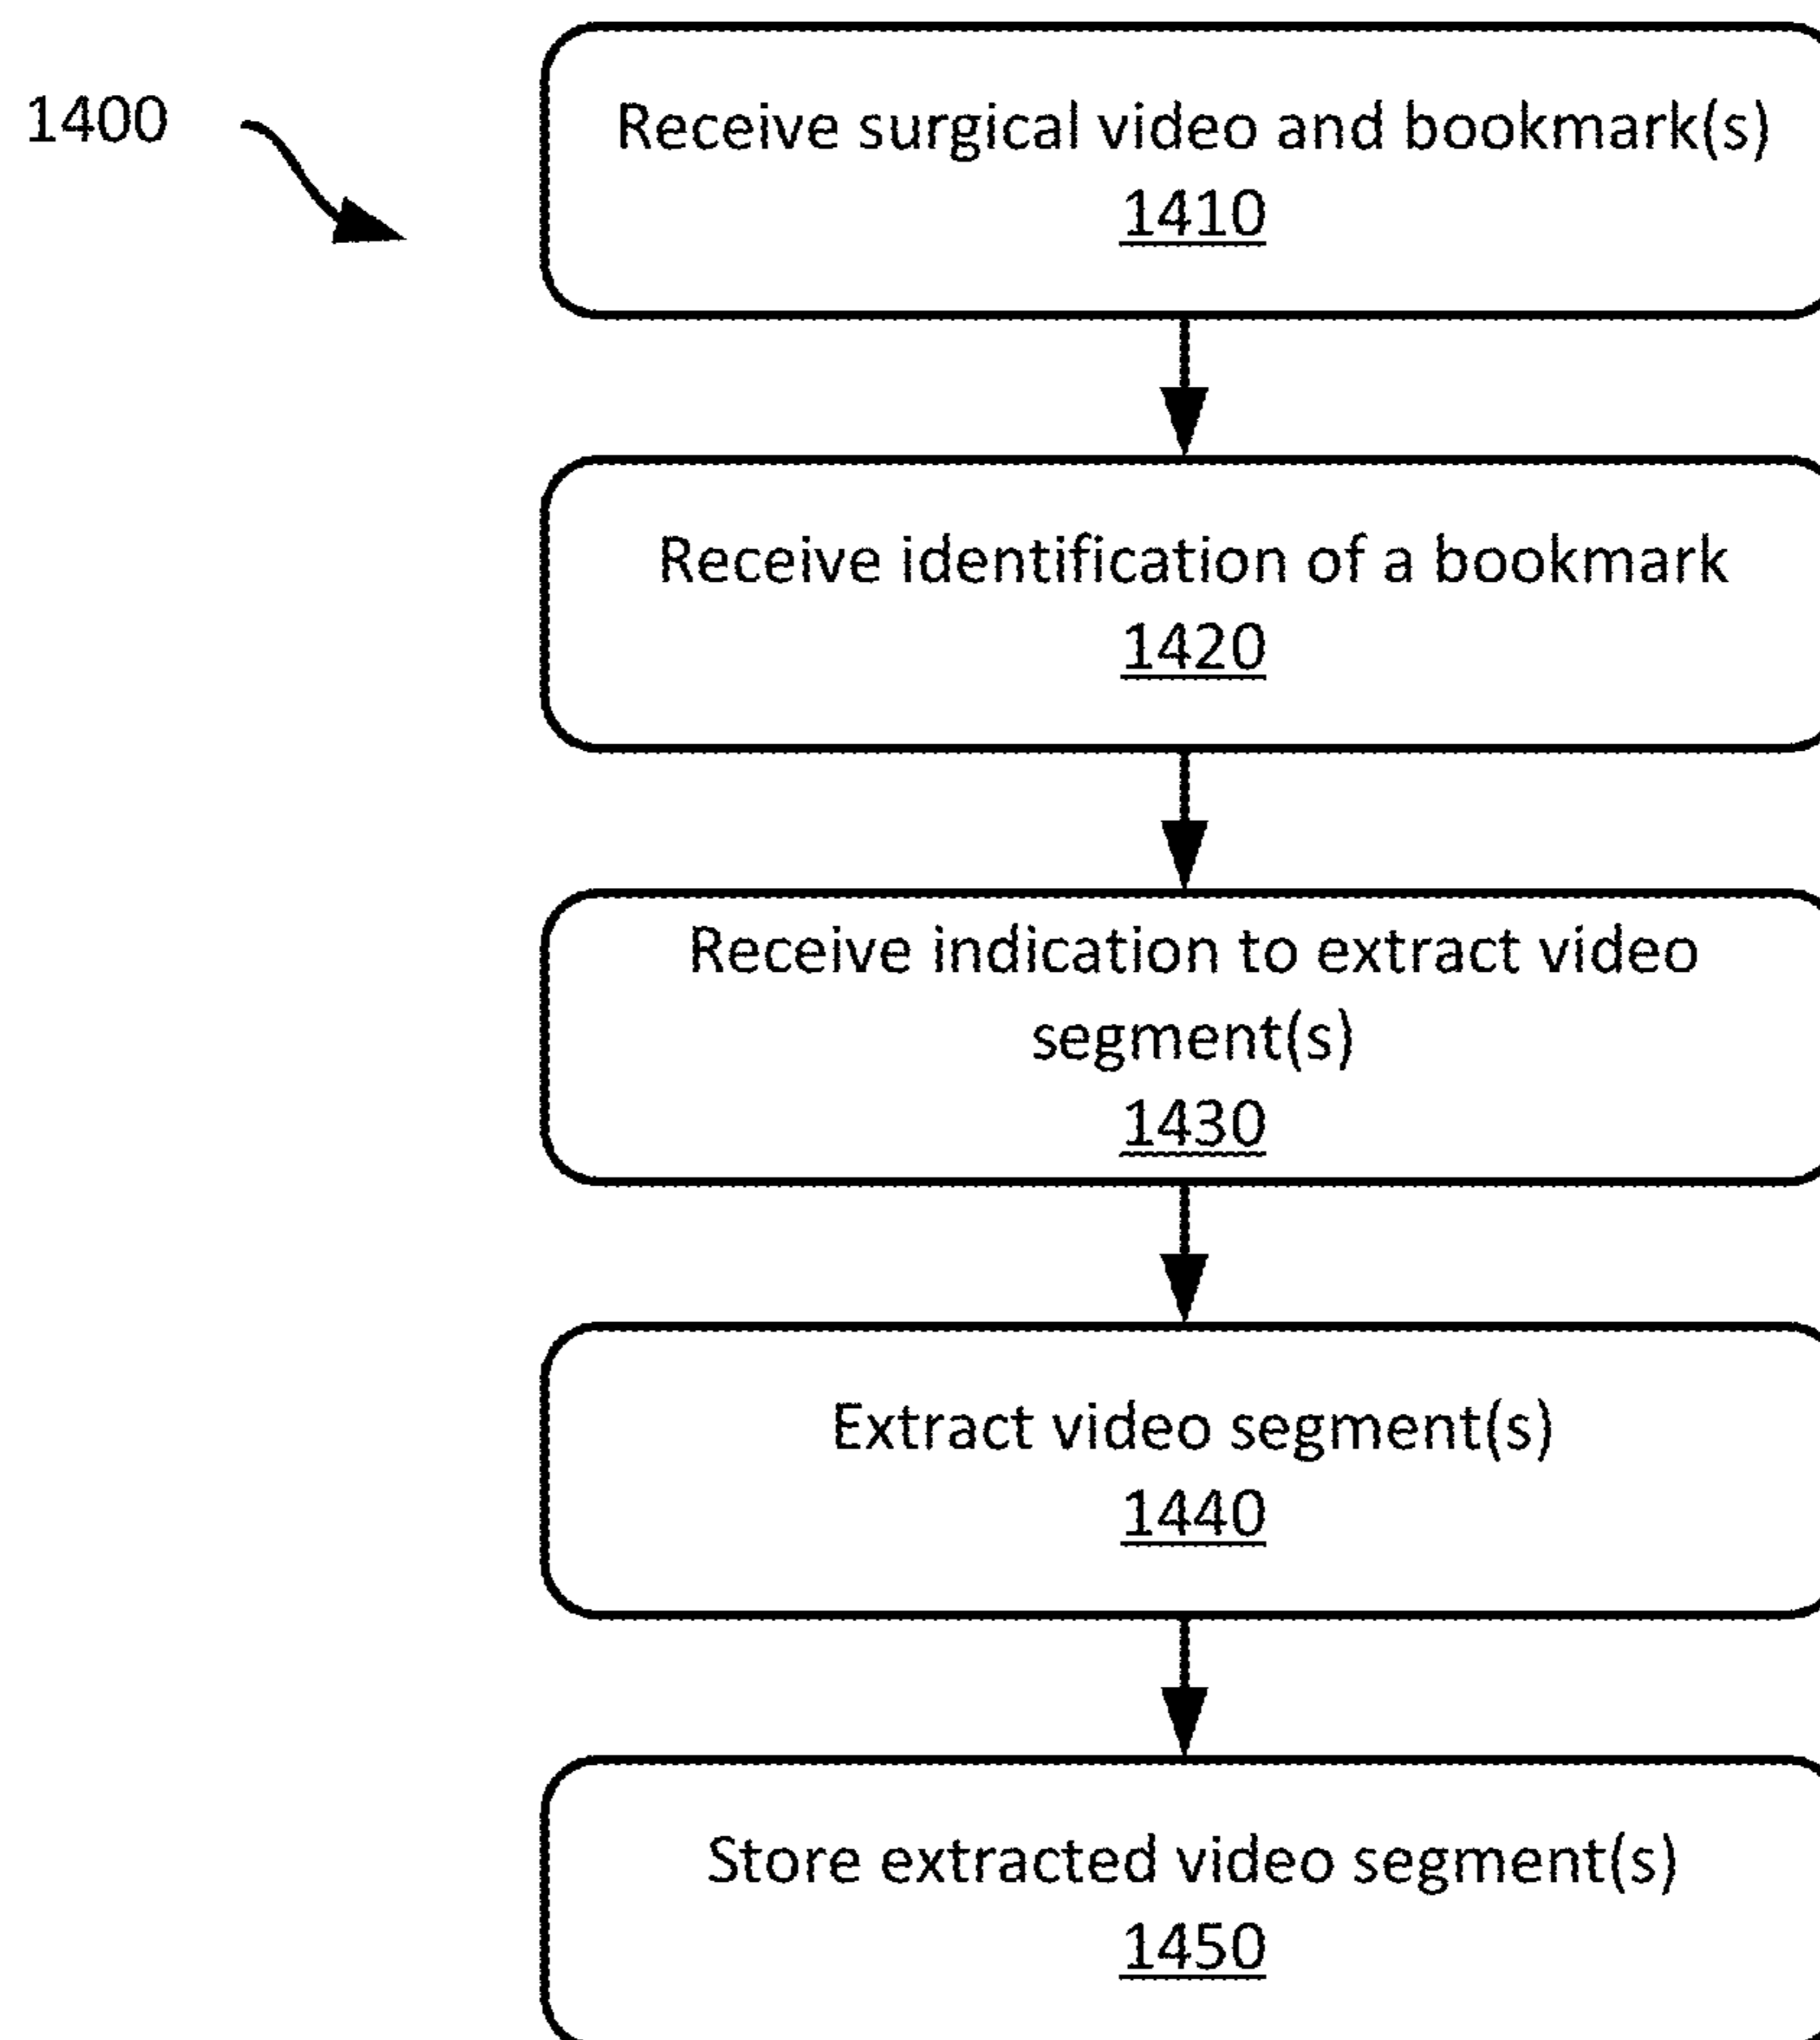 1400
Receive surgical video and bookmark(s)
1410
Receive identification of a bookmark
1420
Receive indication to extract video
segment(s)
1430
Extract video segment(s)
1440
Store extracted video segment(s)
1450